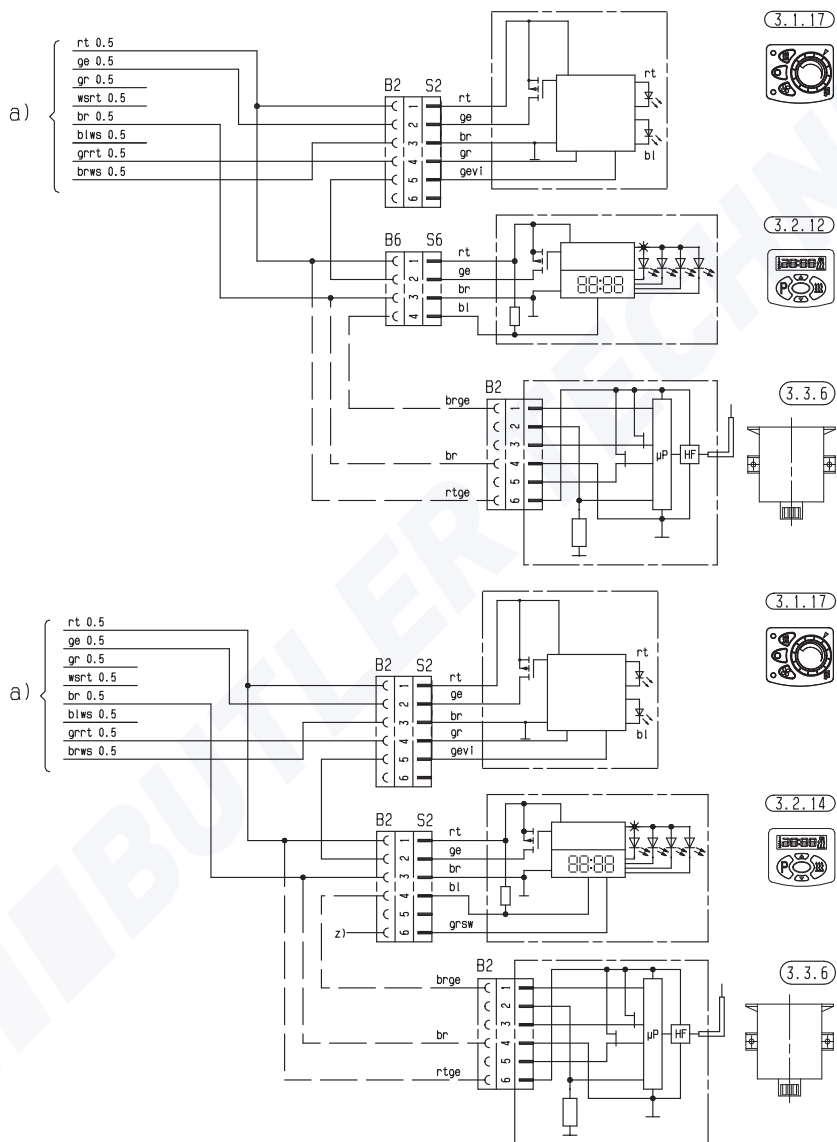 3.1.17
rt 0.5
ge 0.5
gr 0.5
wsrt 0.5
br 0.5
blws 0.5
grrt 0.5
brws 0.5
a)
B2 S2
1 rt
2 ge
3 br
4 gr
5 gevi
6
rt
bl
3.2.12
B6 S6
1 rt
2 ge
3 br
4 bl
88:88
P
3.3.6
B2
brge 1
2
3
br 4
5
rtge 6
µP
HF
3.1.17
rt 0.5
ge 0.5
gr 0.5
wsrt 0.5
br 0.5
blws 0.5
grrt 0.5
brws 0.5
a)
B2 S2
1 rt
2 ge
3 br
4 gr
5 gevi
6
rt
bl
3.2.14
B2 S2
1 rt
2 ge
3 br
4 bl
5
z) 6 grsw
88:88
P
3.3.6
B2
brge 1
2
3
br 4
5
rtge 6
µP
HF
BUTLER TECHN